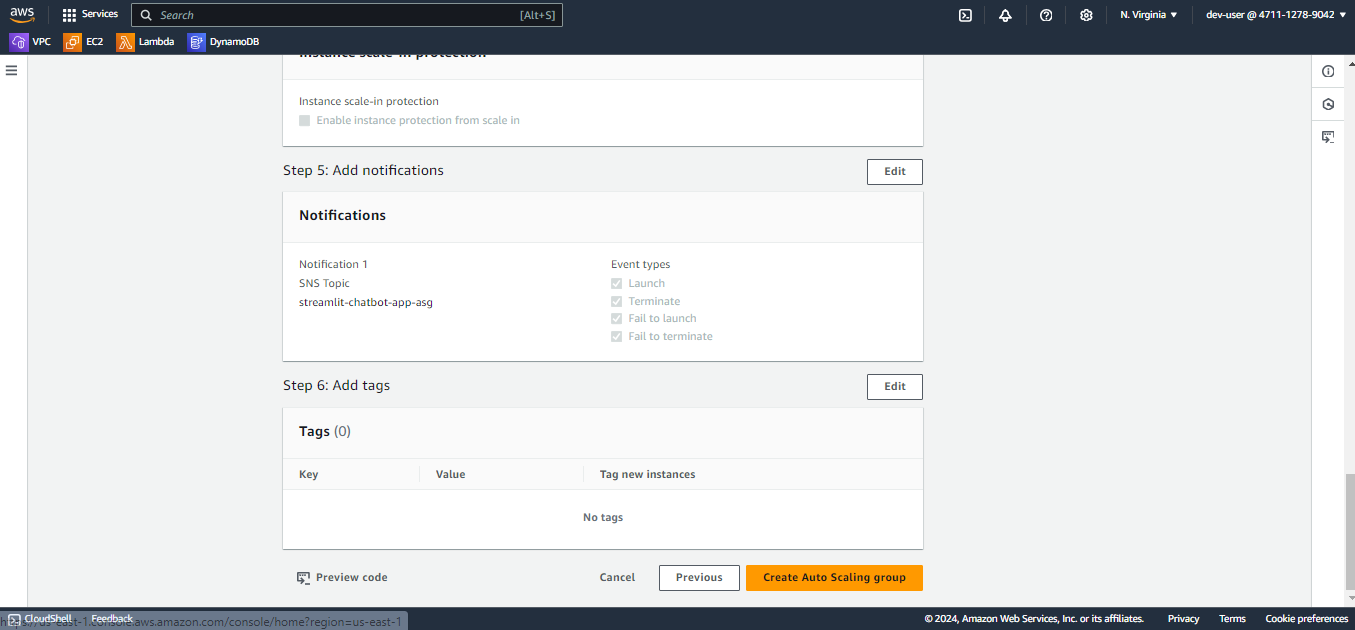 aws Services Search [Alt+S] N. Virginia dev-user @ 4711-1278-9042
VPC EC2 Lambda DynamoDB
Instance scale-in protection
Instance scale-in protection
Enable instance protection from scale in
Step 5: Add notifications Edit
Notifications
Notification 1 Event types
SNS Topic Launch
streamlit-chatbot-app-asg Terminate
Fail to launch
Fail to terminate
Step 6: Add tags Edit
Tags (0)
Key Value Tag new instances
No tags
Preview code Cancel Previous Create Auto Scaling group
CloudShell Feedback © 2024, Amazon Web Services, Inc. or its affiliates. Privacy Terms Cookie preferences
https://us-east-1.console.aws.amazon.com/console/home?region=us-east-1